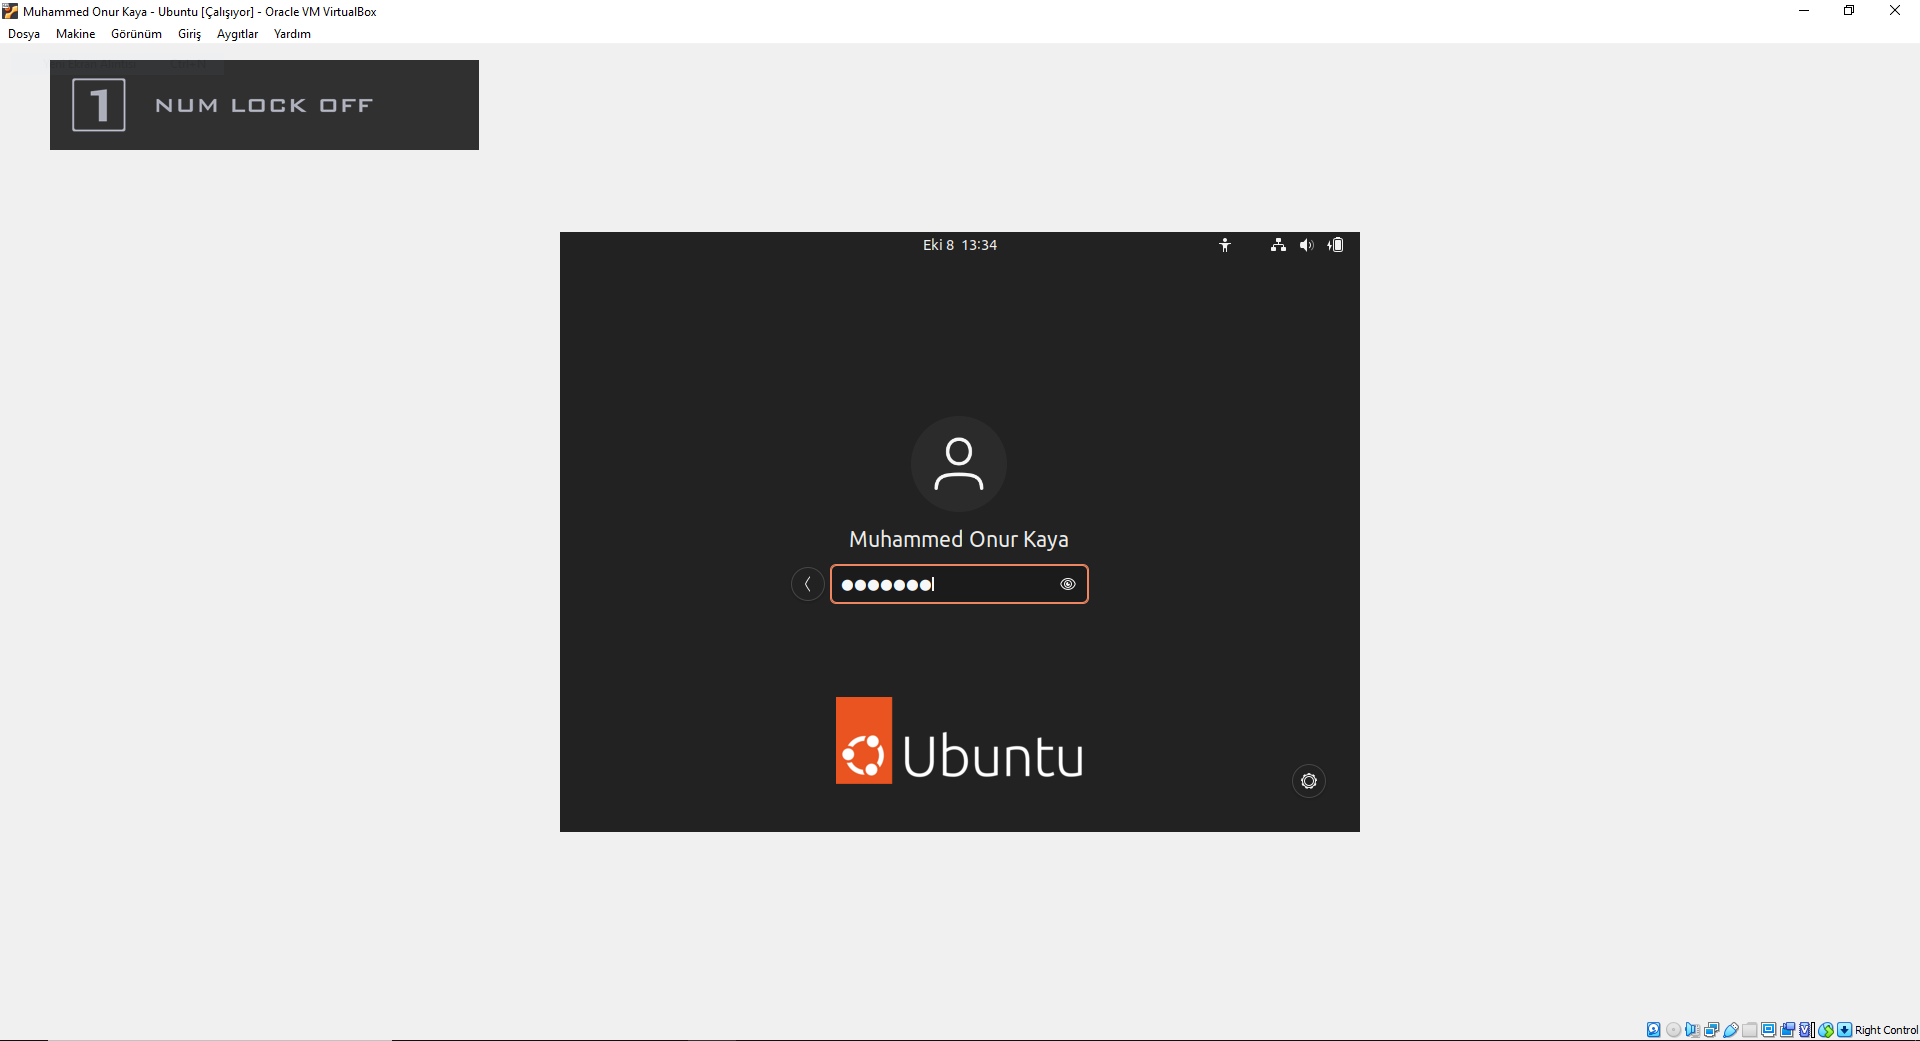 Muhammed Onur Kaya - Ubuntu [Çalışıyor] - Oracle VM VirtualBox
Dosya Makine Görünüm Giriş Aygıtlar Yardım
1 NUM LOCK OFF
Eki 8 13:34
Muhammed Onur Kaya
Ubuntu
Right Control